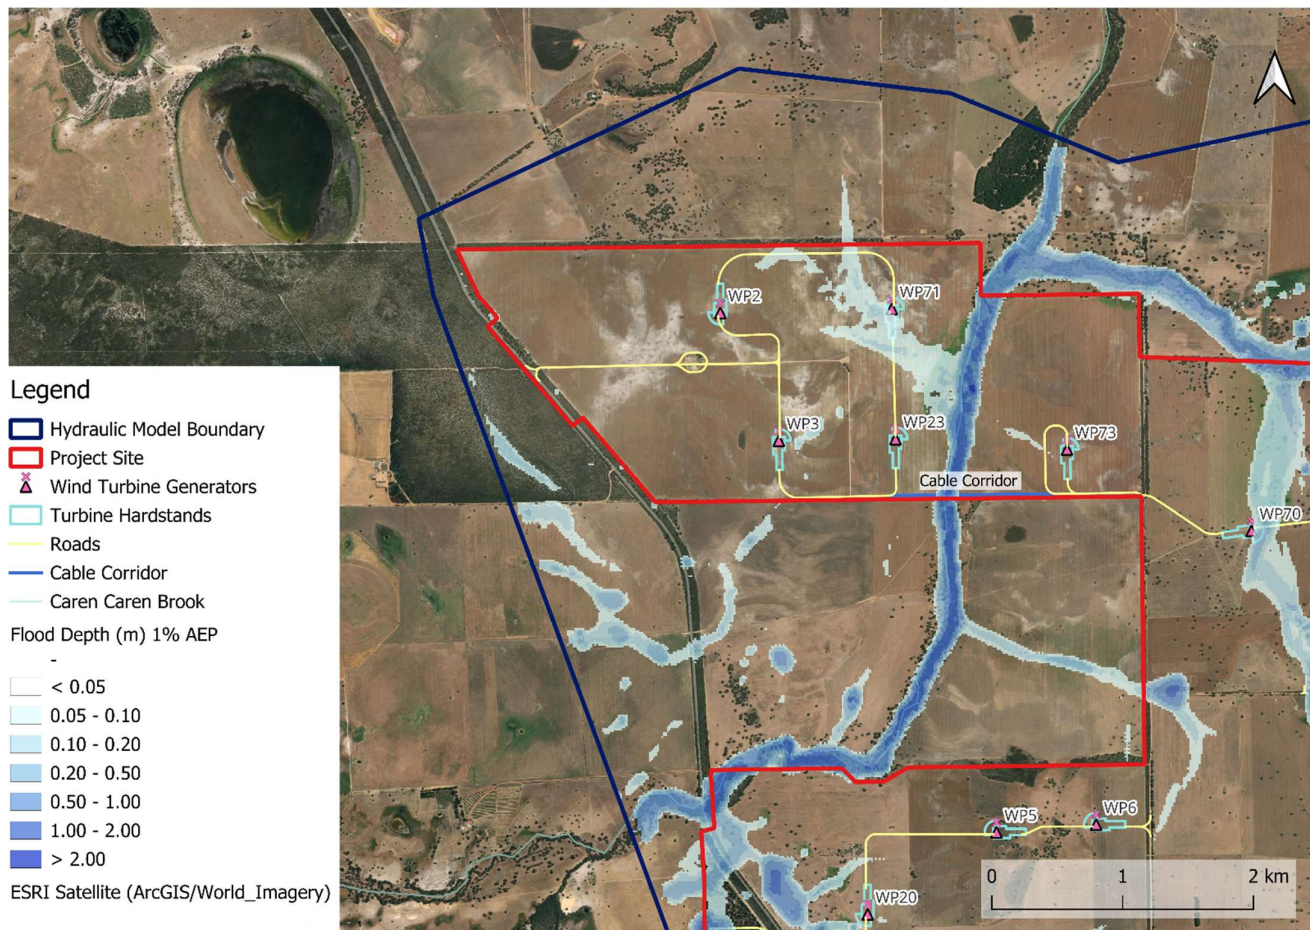 WP2
WP71
WP3
WP23
WP73
Cable Corridor
WP70
WP5
WP6
WP20
Legend
Hydraulic Model Boundary
Project Site
Wind Turbine Generators
Turbine Hardstands
Roads
Cable Corridor
Caren Caren Brook
Flood Depth (m) 1% AEP
-
< 0.05
0.05 - 0.10
0.10 - 0.20
0.20 - 0.50
0.50 - 1.00
1.00 - 2.00
> 2.00
ESRI Satellite (ArcGIS/World_Imagery)
0 1 2 km